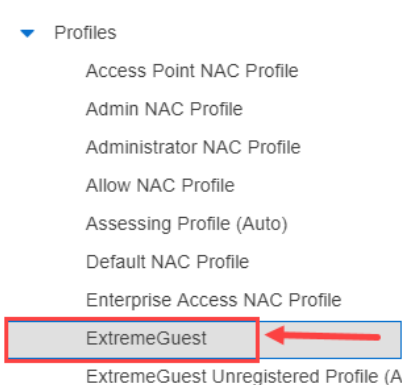 Profiles
Access Point NAC Profile
Admin NAC Profile
Administrator NAC Profile
Allow NAC Profile
Assessing Profile (Auto)
Default NAC Profile
Enterprise Access NAC Profile
ExtremeGuest
ExtremeGuest Unregistered Profile (A